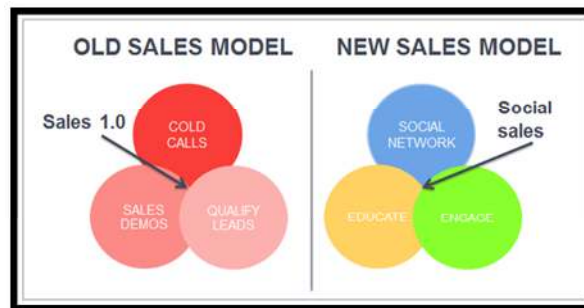 OLD SALES MODEL
Sales 1.0
COLD
CALLS
SALES
DEMOS
QUALIFY
LEADS
NEW SALES MODEL
Social
sales
SOCIAL
NETWORK
EDUCATE
ENGAGE